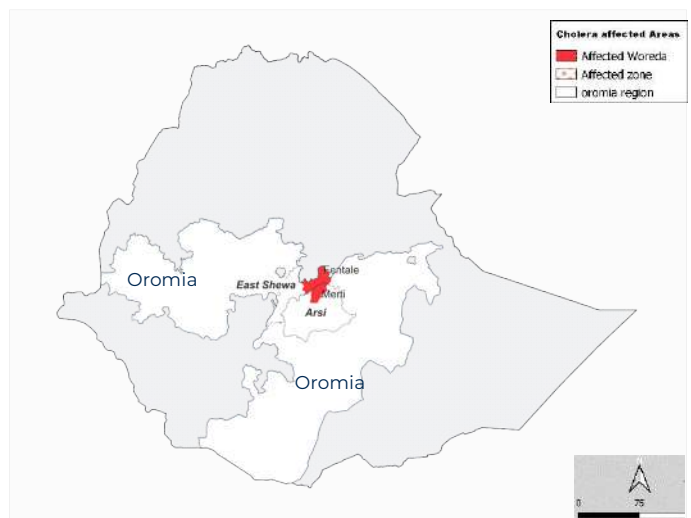 Cholera affected Areas
Affected Woreda
Affected zone
oromia region
Fentale
Oromia
East Shewa
Merti
Arsi
Oromia
N
0 75